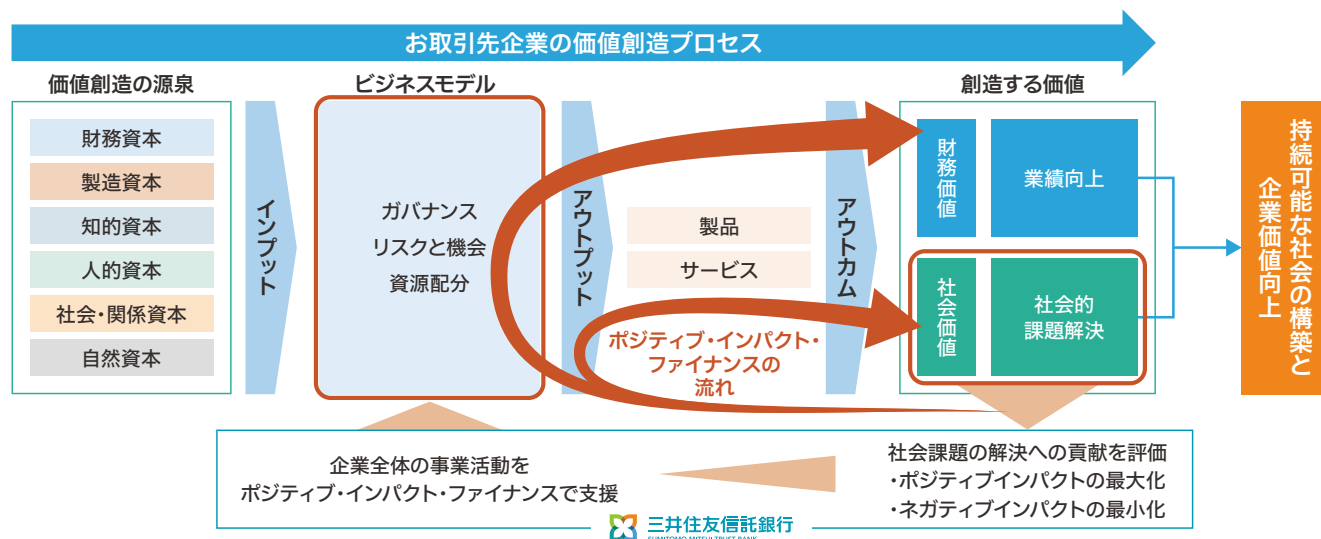 お取引先企業の価値創造プロセス
価値創造の源泉
財務資本
製造資本
知的資本
人的資本
社会・関係資本
自然資本
インプット
ビジネスモデル
ガバナンス
リスクと機会
資源配分
アウトプット
製品
サービス
ポジティブ・インパクト・
ファイナンスの
流れ
アウトカム
創造する価値
財務価値
業績向上
社会価値
社会的
課題解決
持続可能な社会の構築と
企業価値向上
企業全体の事業活動を
ポジティブ・インパクト・ファイナンスで支援
社会課題の解決への貢献を評価
・ポジティブインパクトの最大化
・ネガティブインパクトの最小化
三井住友信託銀行
SUMITOMO MITSUI TRUST BANK